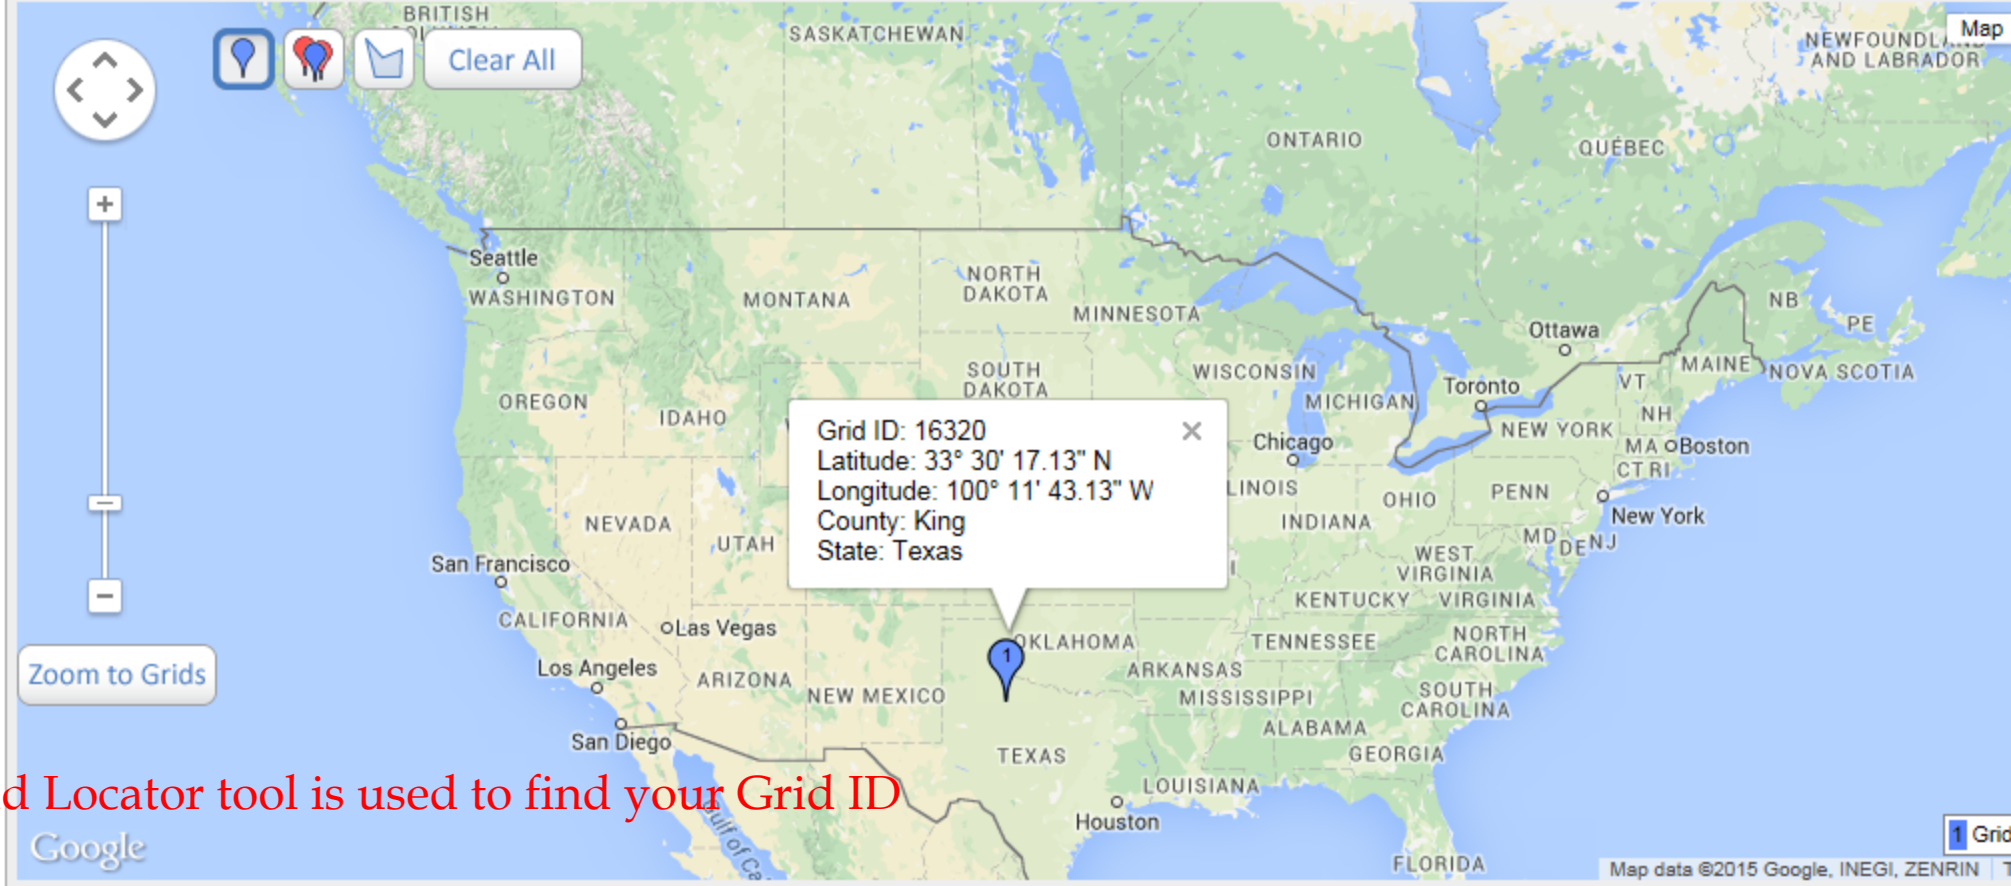 BRITISH
SASKATCHEWAN
Map
NEWFOUNDLAND
AND LABRADOR
Clear All
ONTARIO
QUÉBEC
+
Seattle
WASHINGTON
MONTANA
NORTH
DAKOTA
MINNESOTA
NB
PE
Ottawa
SOUTH
DAKOTA
WISCONSIN
MICHIGAN
Toronto
VT
MAINE
NOVA SCOTIA
OREGON
IDAHO
NH
NEW YORK
Grid ID: 16320
Latitude: 33° 30' 17.13" N
Longitude: 100° 11' 43.13" W
County: King
State: Texas
×
Chicago
MA
Boston
CT RI
LINOIS
OHIO
PENN
INDIANA
New York
NEVADA
UTAH
MD
DE
NJ
WEST
VIRGINIA
San Francisco
CALIFORNIA
KENTUCKY
VIRGINIA
Las Vegas
1
OKLAHOMA
TENNESSEE
NORTH
CAROLINA
Zoom to Grids
Los Angeles
ARIZONA
NEW MEXICO
ARKANSAS
MISSISSIPPI
SOUTH
CAROLINA
San Diego
TEXAS
ALABAMA
GEORGIA
d Locator tool is used to find your Grid ID
LOUISIANA
Houston
Gulf of Ca
Google
1 Grid
FLORIDA
Map data ©2015 Google, INEGI, ZENRIN